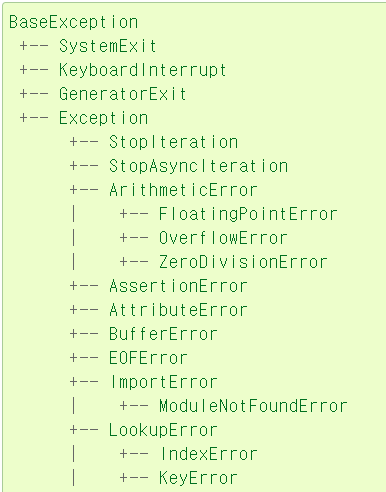 BaseException
 +-- SystemExit
 +-- KeyboardInterrupt
 +-- GeneratorExit
 +-- Exception
      +-- StopIteration
      +-- StopAsyncIteration
      +-- ArithmeticError
      |    +-- FloatingPointError
      |    +-- OverflowError
      |    +-- ZeroDivisionError
      +-- AssertionError
      +-- AttributeError
      +-- BufferError
      +-- EOFError
      +-- ImportError
      |    +-- ModuleNotFoundError
      +-- LookupError
      |    +-- IndexError
      |    +-- KeyError